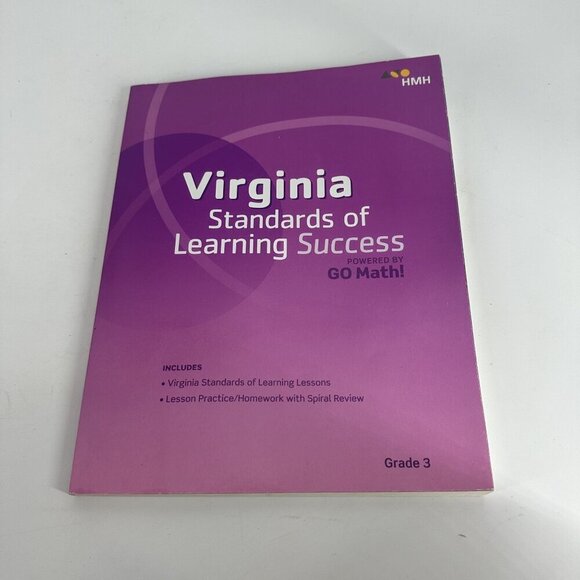 HMH
Virginia
Standards of
Learning Success
POWERED BY
GO Math!
INCLUDES
• Virginia Standards of Learning Lessons
• Lesson Practice/Homework with Spiral Review
Grade 3